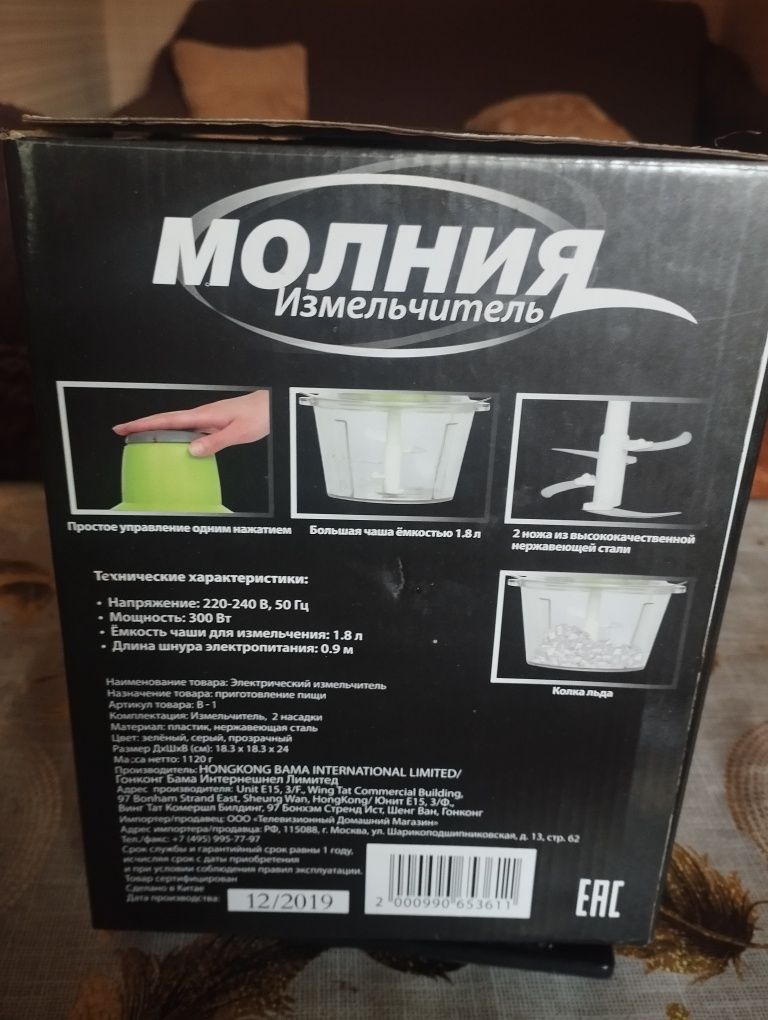 МОЛНИЯ
Измельчитель
Простое управление одним нажатием
Большая чаша ёмкостью 1.8 л
2 ножа из высококачественной
нержавеющей стали
Технические характеристики:
• Напряжение: 220-240 В, 50 Гц
• Мощность: 300 Вт
• Ёмкость чаши для измельчения: 1.8 л
• Длина шнура электропитания: 0.9 м
Колка льда
Наименование товара: Электрический измельчитель
Назначение товара: приготовление пищи
Артикул товара: B - 1
Комплектация: Измельчитель, 2 насадки
Материал: пластик, нержавеющая сталь
Цвет: зелёный, серый, прозрачный
Размер ДхШхВ (см): 18.3 x 18.3 x 24
Масса нетто: 1120 г
Производитель: HONGKONG BAMA INTERNATIONAL LIMITED/
Гонконг Бама Интернешнел Лимитед
Адрес производителя: Unit E15, 3/F., Wing Tat Commercial Building,
97 Bonham Strand East, Sheung Wan, HongKong/ Юнит E15, 3/Ф.,
Винг Тат Комершл Билдинг, 97 Бонхэм Стренд Ист, Шенг Ван, Гонконг
Импортер/продавец: ООО «Телевизионный Домашний Магазин»
Адрес импортера/продавца: РФ, 115088, г. Москва, ул. Шарикоподшипниковская, д. 13, стр. 62
Тел./факс: +7 (495) 995-77-97
Срок службы и гарантийный срок равны 1 году,
исчисляя срок с даты приобретения
и при условии соблюдения правил эксплуатации.
Товар сертифицирован
Сделано в Китае
Дата производства: 12/2019
2 000990 653611
EAC